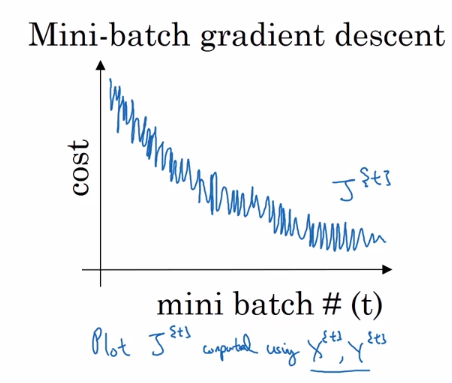 Mini-batch gradient descent
cost
J^{t}
mini batch # (t)
Plot J^{t} computed using X^{t}, Y^{t}